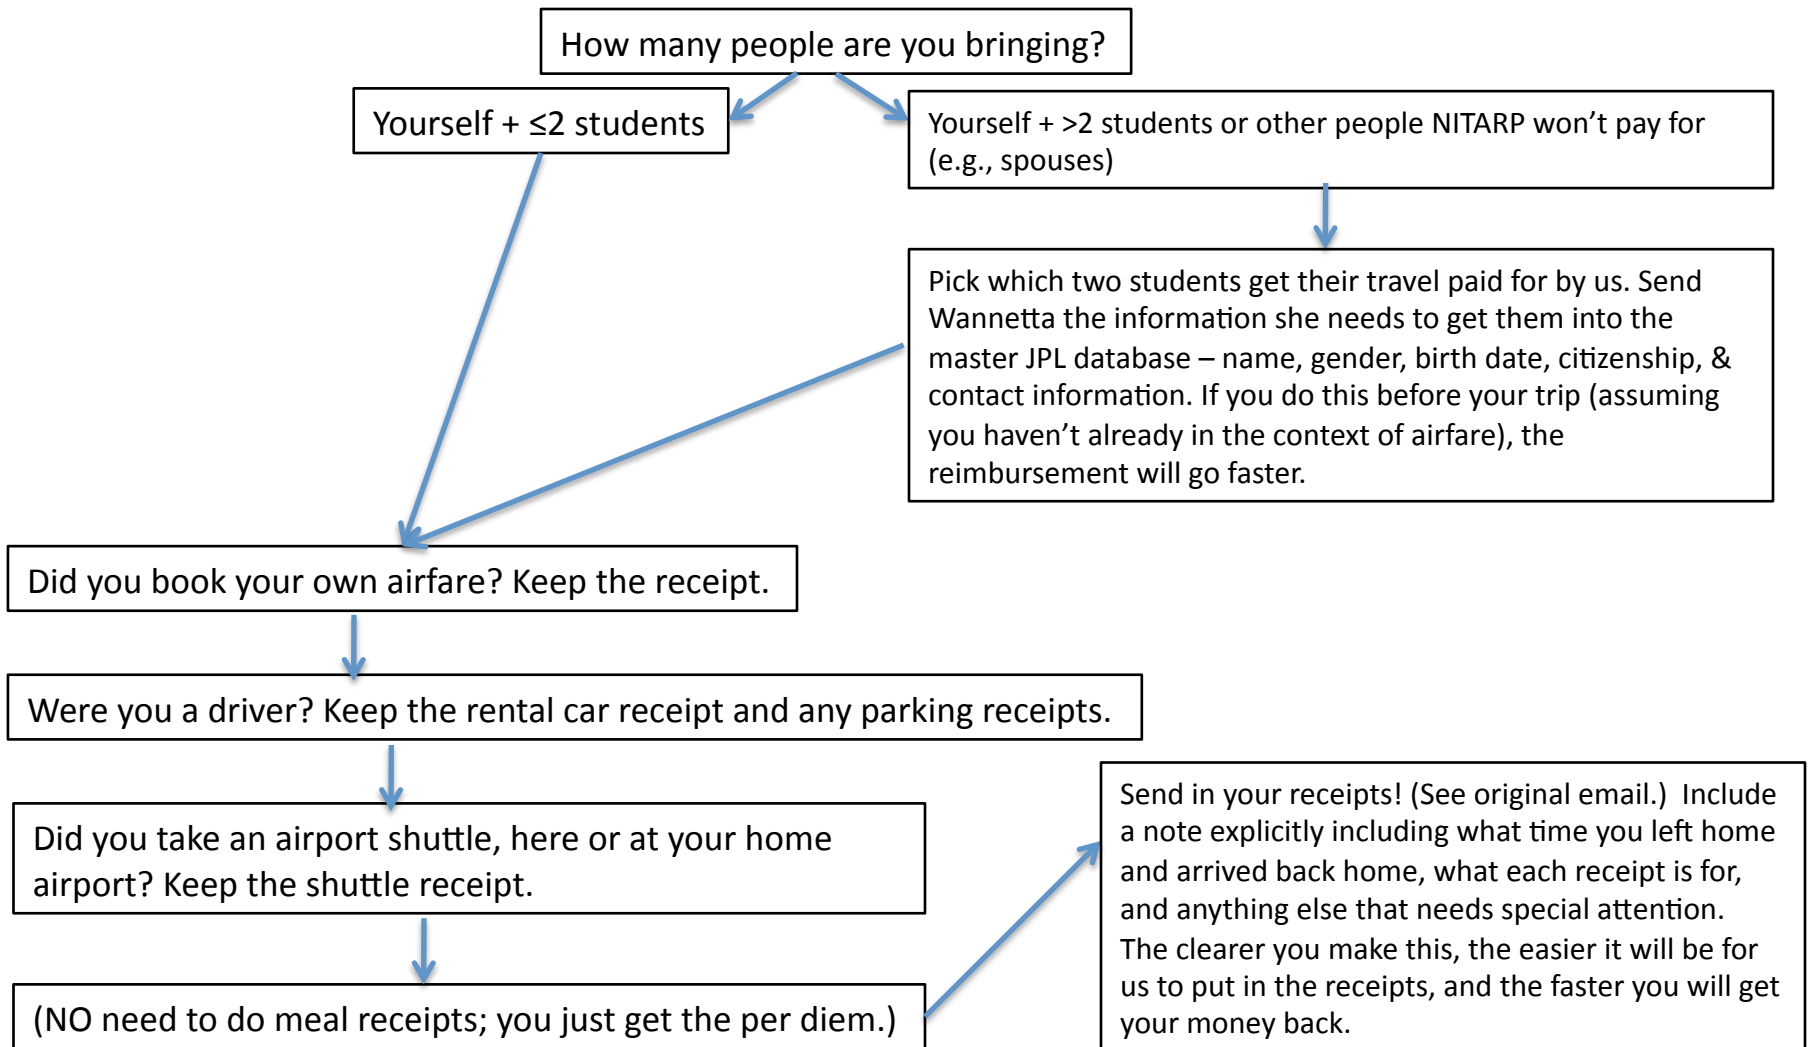 How many people are you bringing?
Yourself + ≤2 students
Yourself + >2 students or other people NITARP won’t pay for
(e.g., spouses)
Pick which two students get their travel paid for by us. Send
Wannetta the information she needs to get them into the
master JPL database – name, gender, birth date, citizenship, &
contact information. If you do this before your trip (assuming
you haven’t already in the context of airfare), the
reimbursement will go faster.
Did you book your own airfare? Keep the receipt.
Were you a driver? Keep the rental car receipt and any parking receipts.
Did you take an airport shuttle, here or at your home
airport? Keep the shuttle receipt.
(NO need to do meal receipts; you just get the per diem.)
Send in your receipts! (See original email.)  Include
a note explicitly including what time you left home
and arrived back home, what each receipt is for,
and anything else that needs special attention.
The clearer you make this, the easier it will be for
us to put in the receipts, and the faster you will get
your money back.